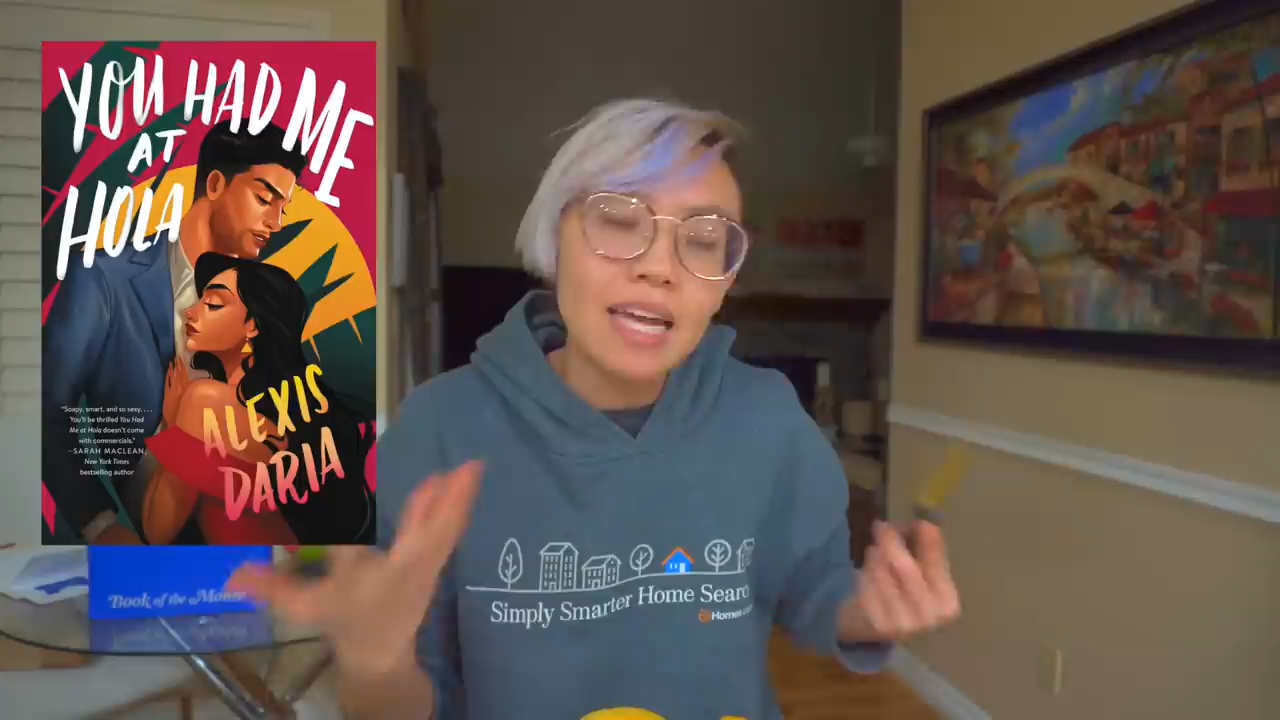 YOU HAD ME
AT
HOLA
"Soapy, smart, and so sexy. . . .
You'll be thrilled You Had
Me at Hola doesn't come
with commercials."
—SARAH MACLEAN,
New York Times
bestselling author
ALEXIS
DARIA
Book of the Month
Simply Smarter Home Searc
Homes